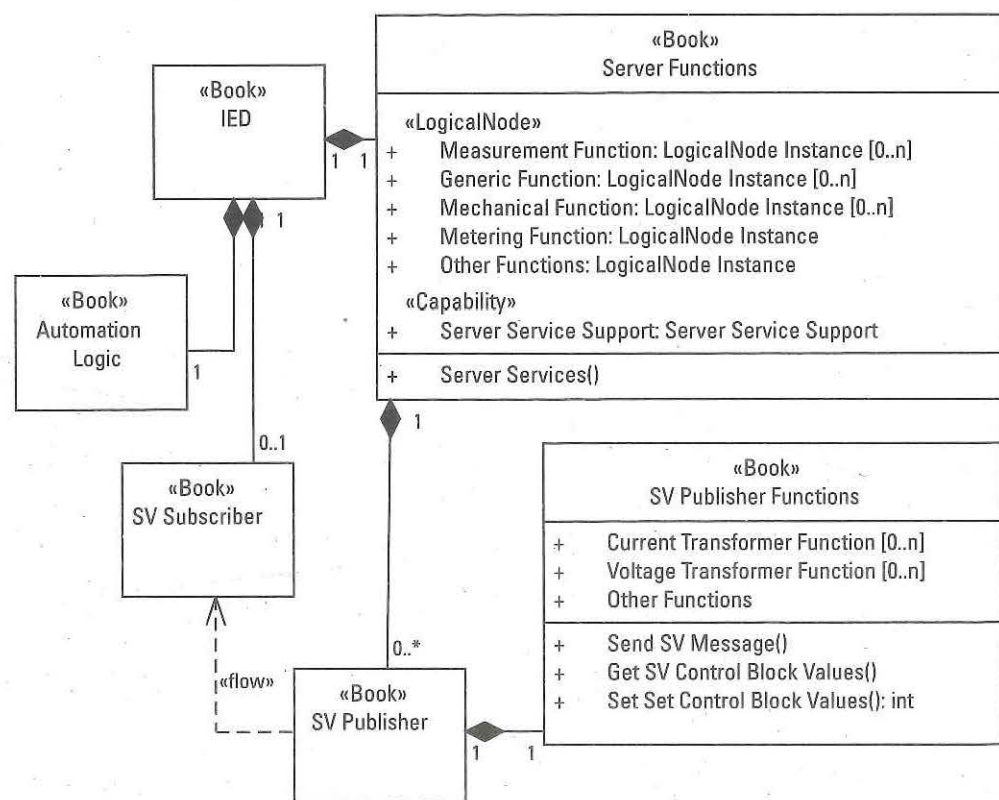 «Book»
IED
1
1
1
1
«Book»
Server Functions
«LogicalNode»
+ Measurement Function: LogicalNode Instance [0..n]
+ Generic Function: LogicalNode Instance [0..n]
+ Mechanical Function: LogicalNode Instance [0..n]
+ Metering Function: LogicalNode Instance
+ Other Functions: LogicalNode Instance
«Capability»
+ Server Service Support: Server Service Support
+ Server Services()
«Book»
Automation
Logic
1
0..1
«Book»
SV Subscriber
«flow»
1
0..*
«Book»
SV Publisher
1
1
«Book»
SV Publisher Functions
+ Current Transformer Function [0..n]
+ Voltage Transformer Function [0..n]
+ Other Functions
+ Send SV Message()
+ Get SV Control Block Values()
+ Set Set Control Block Values(): int